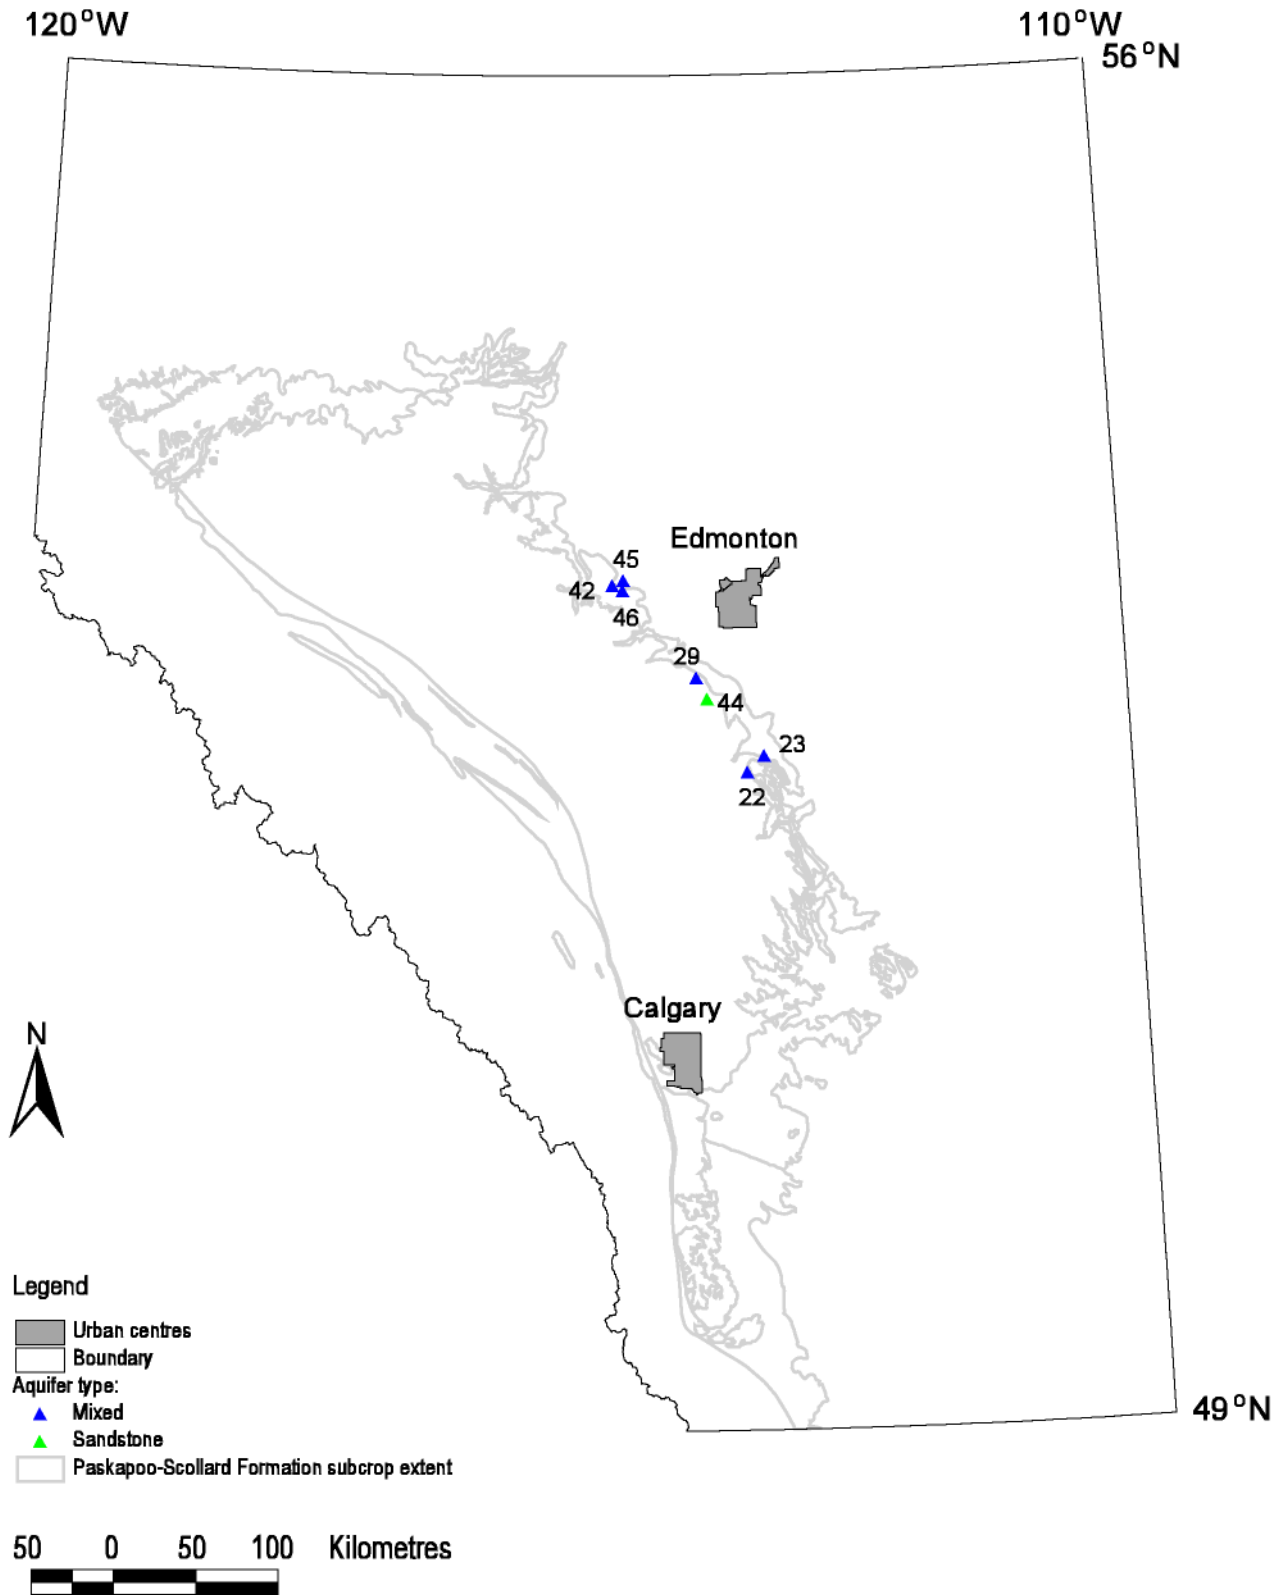 120°W
110°W
56°N
Edmonton
45
42
46
29
44
23
22
Calgary
N
Legend
Urban centres
Boundary
Aquifer type:
Mixed
Sandstone
Paskapoo-Scollard Formation subcrop extent
49°N
50 0 50 100 Kilometres